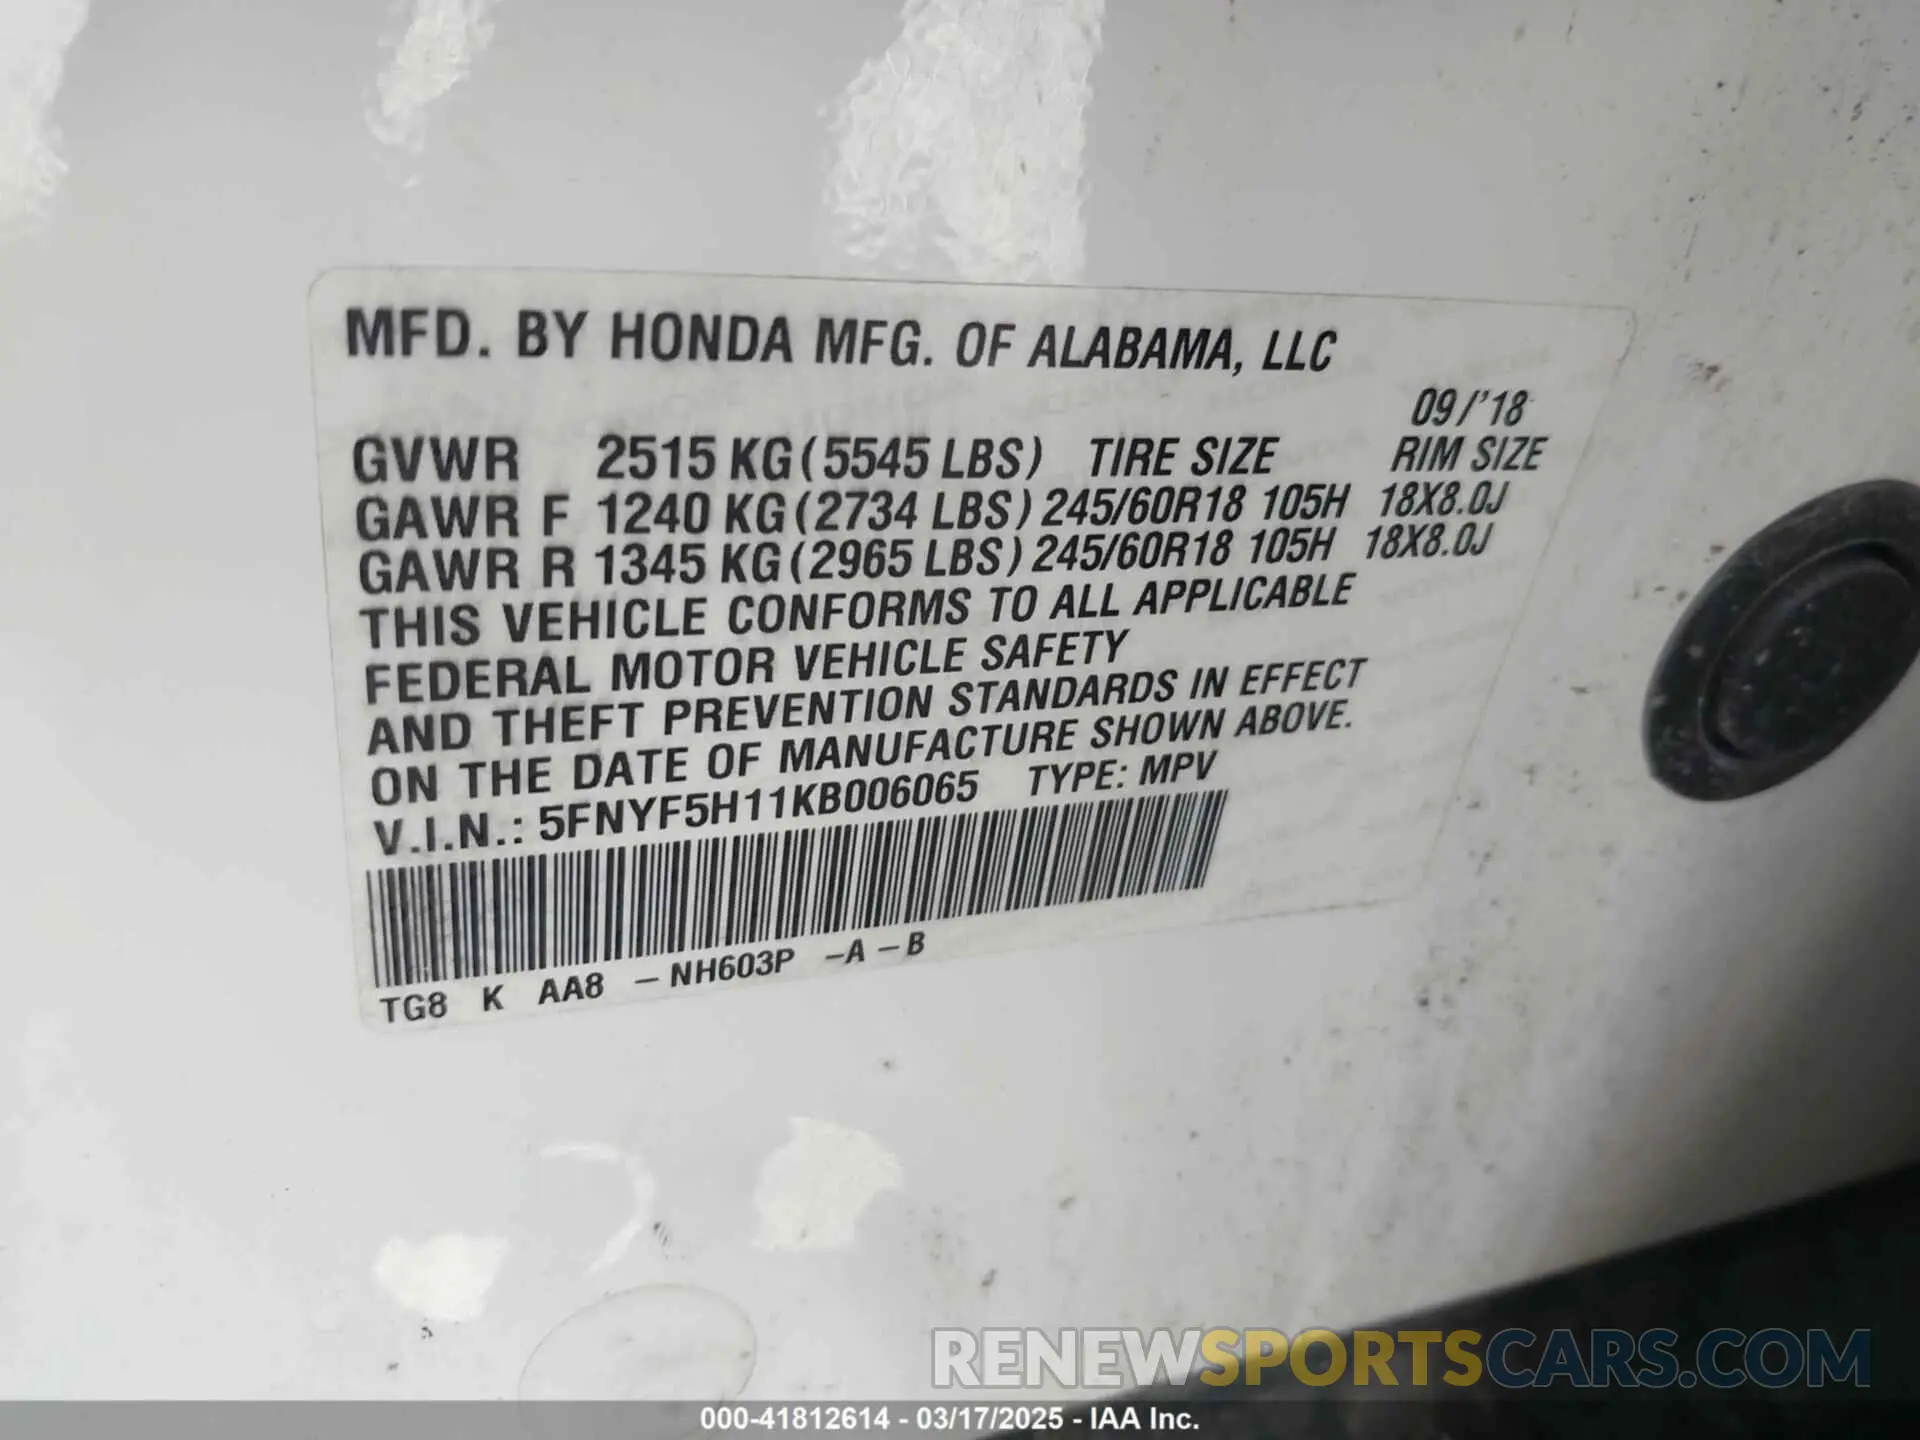 MFD. BY HONDA MFG. OF ALABAMA, LLC
09/'18
GVWR 2515 KG (5545 LBS) TIRE SIZE RIM SIZE
GAWR F 1240 KG (2734 LBS) 245/60R18 105H 18X8.0J
GAWR R 1345 KG (2965 LBS) 245/60R18 105H 18X8.0J
THIS VEHICLE CONFORMS TO ALL APPLICABLE
FEDERAL MOTOR VEHICLE SAFETY
AND THEFT PREVENTION STANDARDS IN EFFECT
ON THE DATE OF MANUFACTURE SHOWN ABOVE.
V.I.N.: 5FNYF5H11KB006065 TYPE: MPV
TG8 K AA8 -NH603P -A -B
RENEWSPORTSCARS.COM
000-41812614 - 03/17/2025 - IAA Inc.